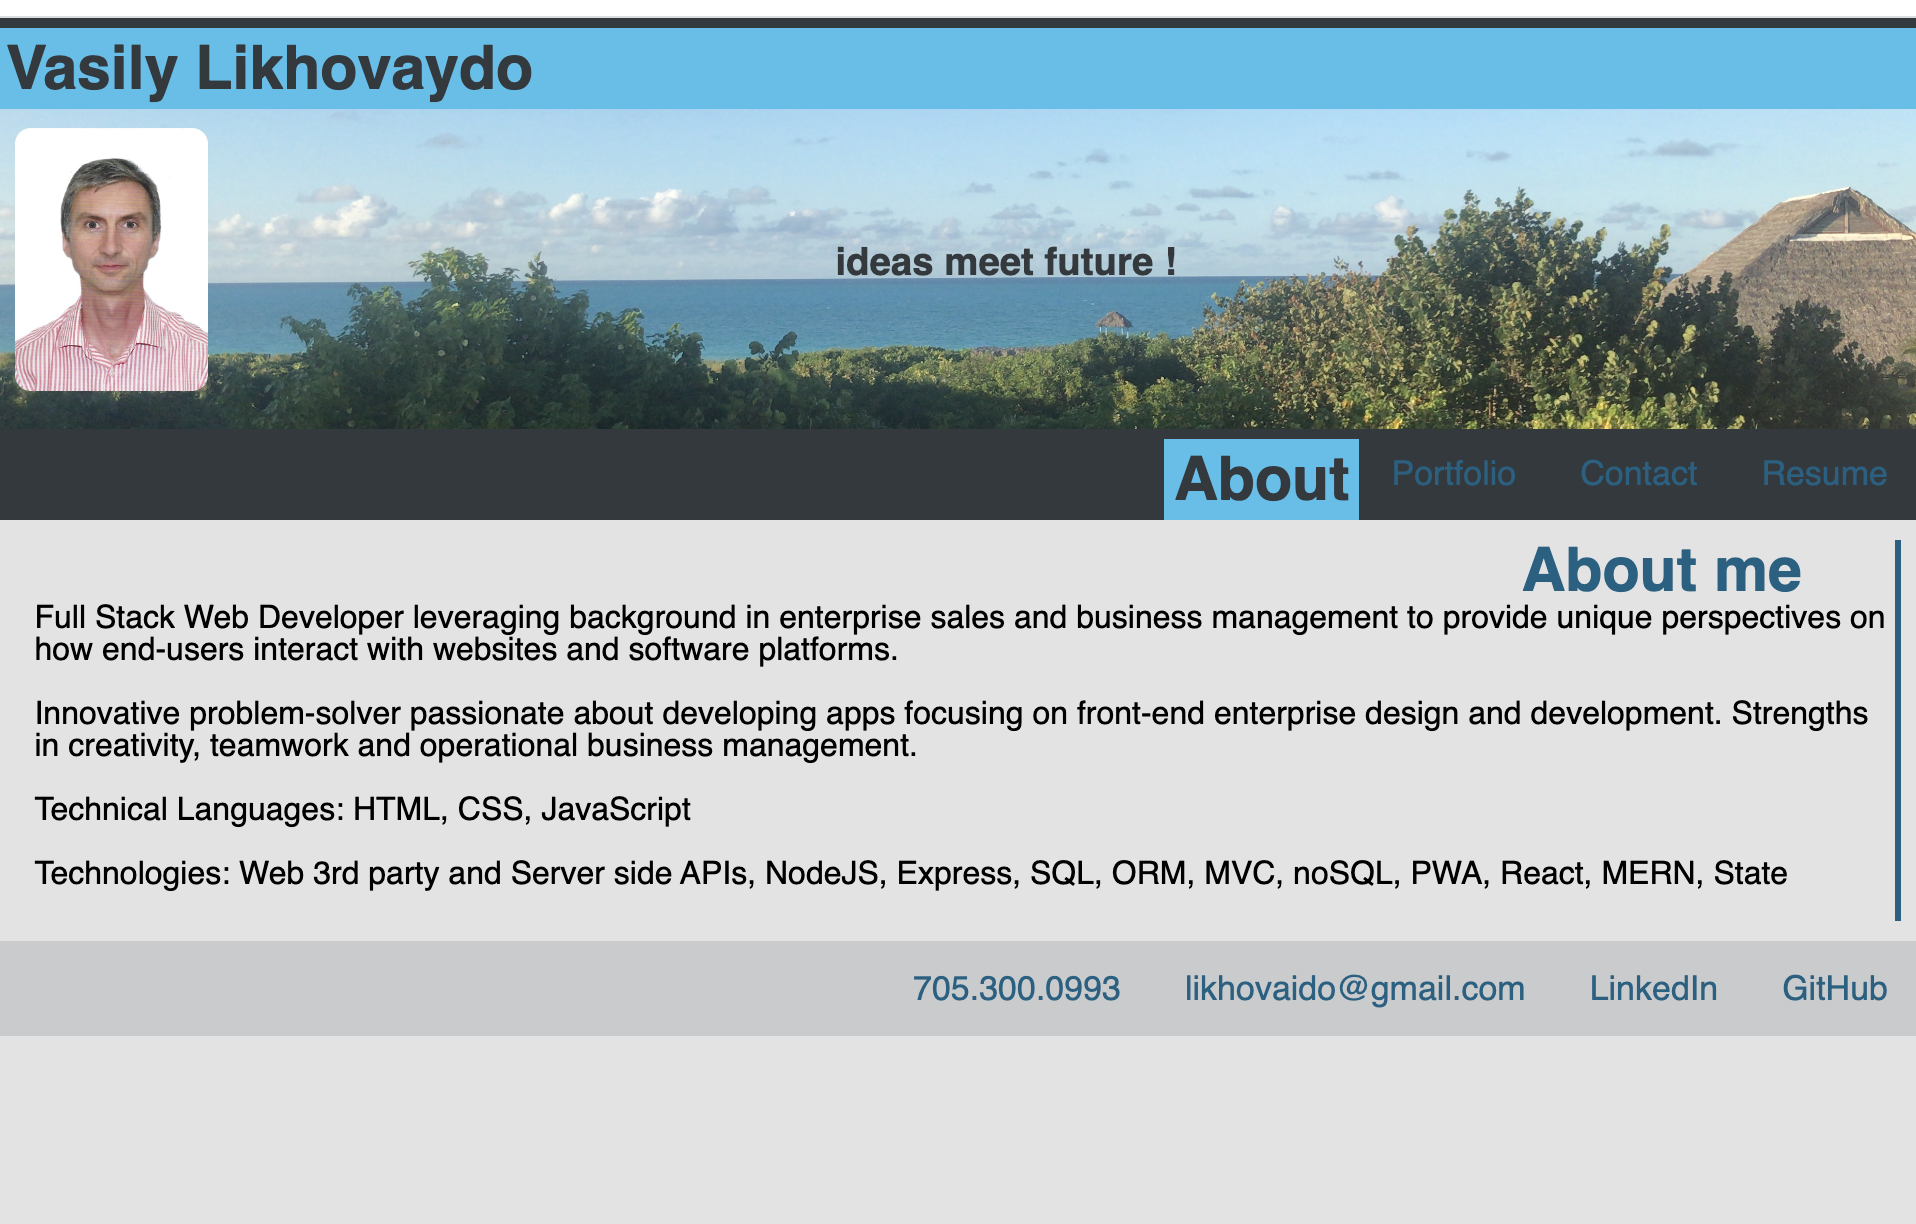 Vasily Likhovaydo
ideas meet future !
About Portfolio Contact Resume
About me
Full Stack Web Developer leveraging background in enterprise sales and business management to provide unique perspectives on
how end-users interact with websites and software platforms.
Innovative problem-solver passionate about developing apps focusing on front-end enterprise design and development. Strengths
in creativity, teamwork and operational business management.
Technical Languages: HTML, CSS, JavaScript
Technologies: Web 3rd party and Server side APIs, NodeJS, Express, SQL, ORM, MVC, noSQL, PWA, React, MERN, State
705.300.0993 likhovaido@gmail.com LinkedIn GitHub